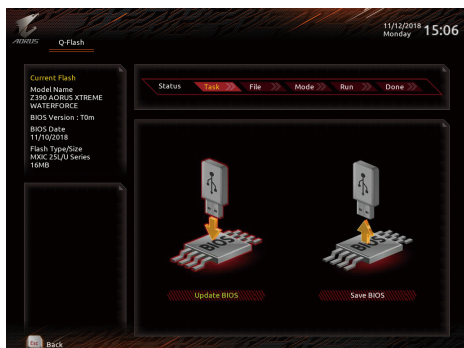 AORUS
Q-Flash
11/12/2018
Monday
15:06
Current Flash
Model Name
Z390 AORUS XTREME
WATERFORCE
BIOS Version : T0m
BIOS Date
11/10/2018
Flash Type/Size
MXIC 25L/U Series
16MB
Status Task File Mode Run Done
BIOS
BIOS
Update BIOS
Save BIOS
Esc Back